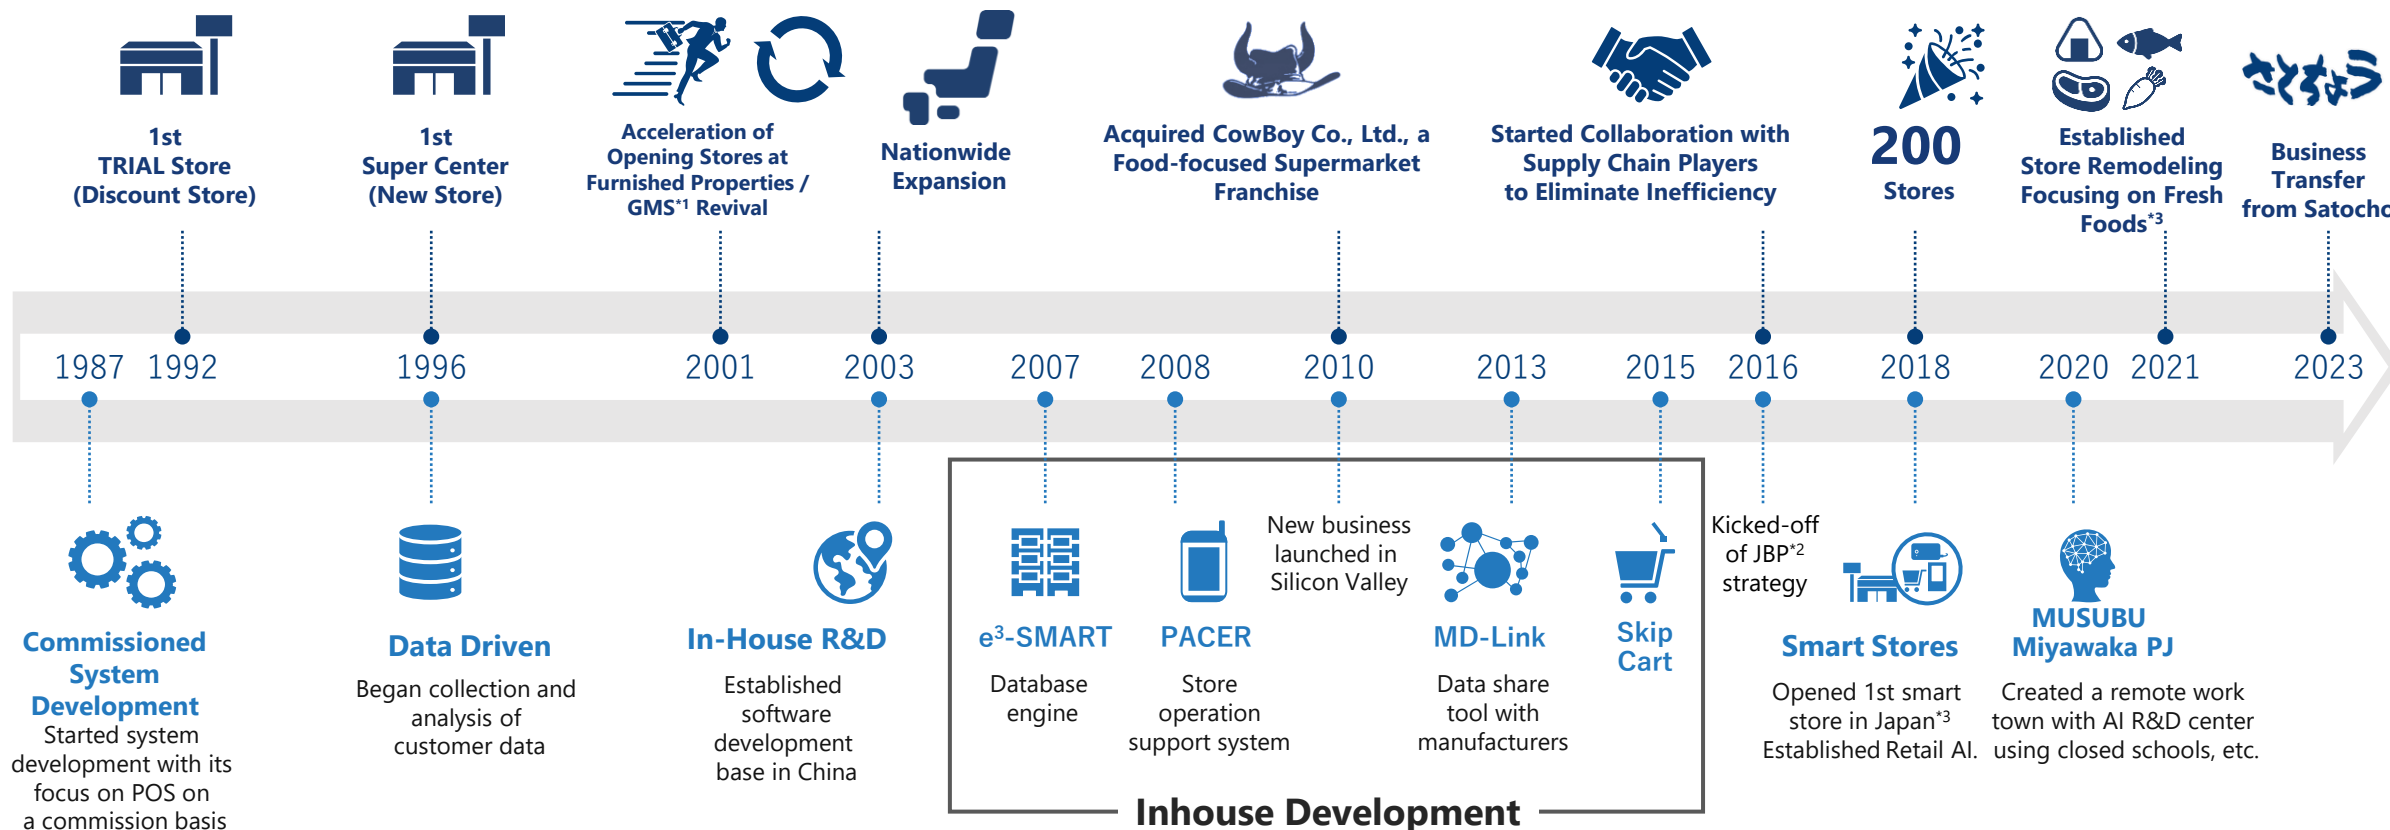 1st
TRIAL Store
(Discount Store)
1st
Super Center
(New Store)
Acceleration of
Opening Stores at
Furnished Properties /
GMS*1 Revival
Nationwide
Expansion
Acquired CowBoy Co., Ltd., a
Food-focused Supermarket
Franchise
Started Collaboration with
Supply Chain Players
to Eliminate Inefficiency
200
Stores
Established
Store Remodeling
Focusing on Fresh
Foods*3
さとちょう
Business
Transfer
from Satocho
1987 1992 1996 2001 2003 2007 2008 2010 2013 2015 2016 2018 2020 2021 2023
Commissioned
System
Development
Started system
development with its
focus on POS on
a commission basis
Data Driven
Began collection and
analysis of
customer data
In-House R&D
Established
software
development
base in China
e³-SMART
Database
engine
PACER
Store
operation
support system
New business
launched in
Silicon Valley
MD-Link
Data share
tool with
manufacturers
Skip
Cart
Inhouse Development
Kicked-off
of JBP*2
strategy
Smart Stores
Opened 1st smart
store in Japan*3
Established Retail AI.
MUSUBU
Miyawaka PJ
Created a remote work
town with AI R&D center
using closed schools, etc.